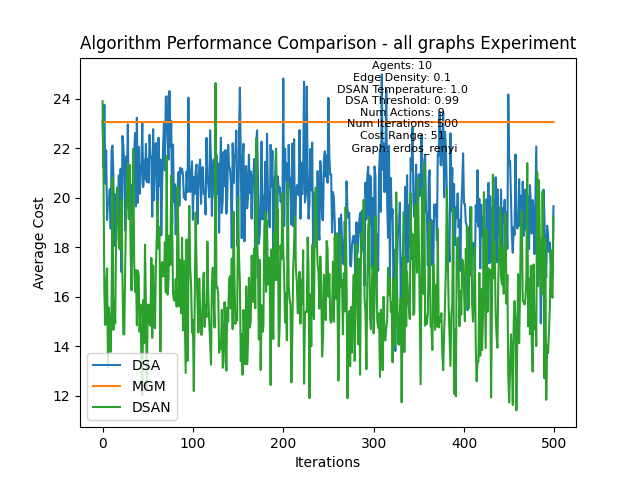 Algorithm Performance Comparison - all graphs Experiment
Agents: 10
Edge Density: 0.1
DSAN Temperature: 1.0
DSA Threshold: 0.99
Num Actions: 9
Num Iterations: 500
Cost Range: 51
Graph: erdos_renyi
Average Cost
24
22
20
18
16
14
12
DSA
MGM
DSAN
0
100
200
300
400
500
Iterations